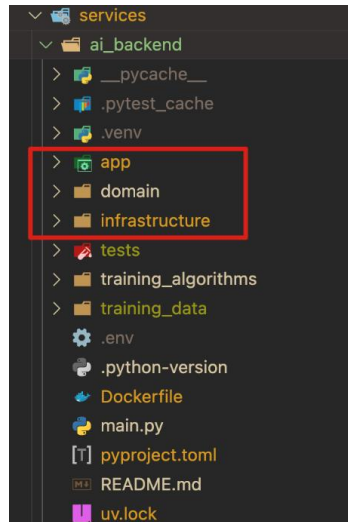 services
ai_backend
__pycache__
.pytest_cache
.venv
app
domain
infrastructure
tests
training_algorithms
training_data
.env
.python-version
Dockerfile
main.py
pyproject.toml
README.md
uv.lock